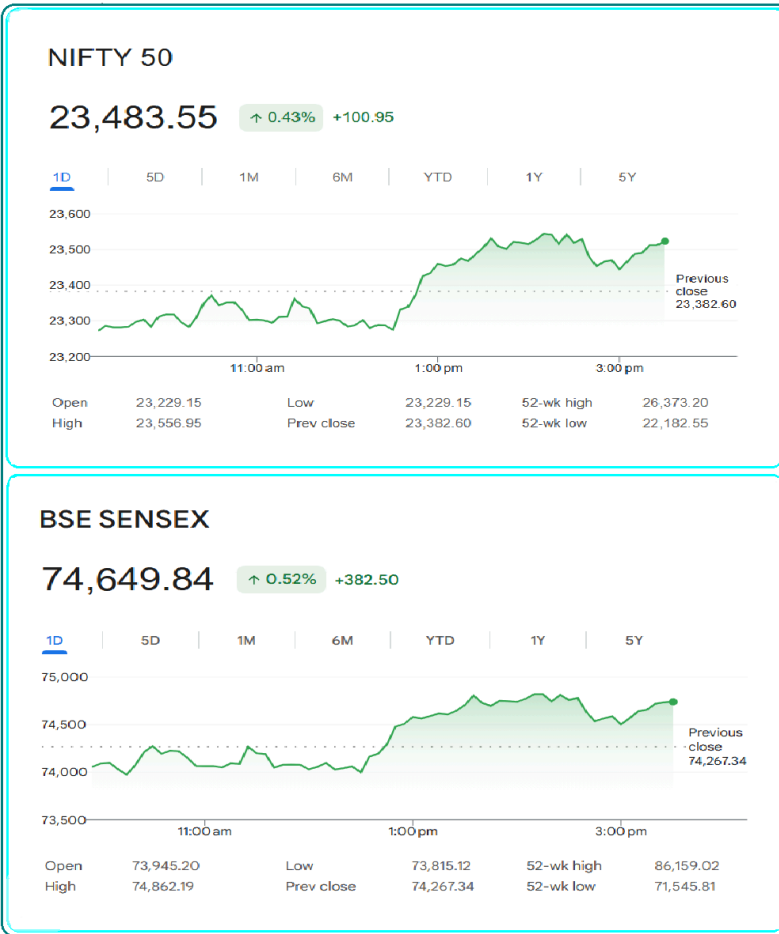 NIFTY 50
23,483.55 ↑ 0.43% +100.95
1D 5D 1M 6M YTD 1Y 5Y
23,600
23,500
23,400
23,300
23,200
Previous
close
23,382.60
11:00 am 1:00 pm 3:00 pm
Open 23,229.15 Low 23,229.15 52-wk high 26,373.20
High 23,556.95 Prev close 23,382.60 52-wk low 22,182.55
BSE SENSEX
74,649.84 ↑ 0.52% +382.50
1D 5D 1M 6M YTD 1Y 5Y
75,000
74,500
74,000
73,500
Previous
close
74,267.34
11:00 am 1:00 pm 3:00 pm
Open 73,945.20 Low 73,815.12 52-wk high 86,159.02
High 74,862.19 Prev close 74,267.34 52-wk low 71,545.81